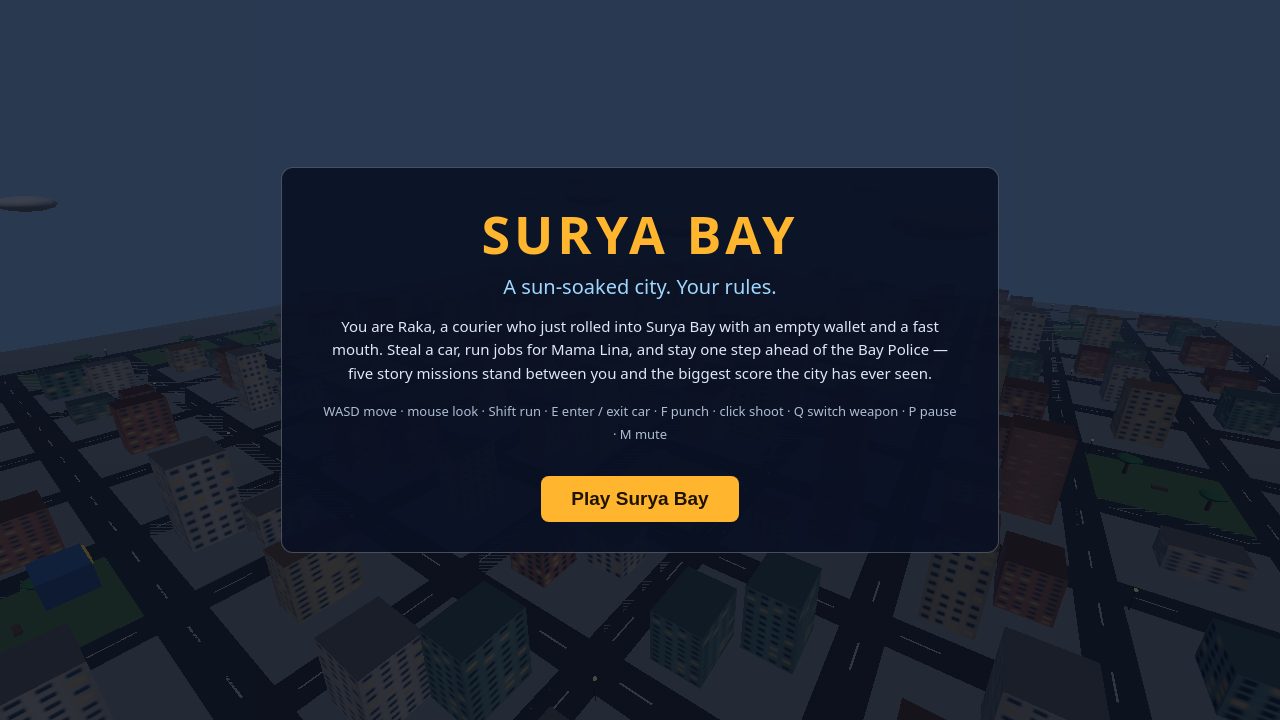 SURYA BAY
A sun-soaked city. Your rules.
You are Raka, a courier who just rolled into Surya Bay with an empty wallet and a fast
mouth. Steal a car, run jobs for Mama Lina, and stay one step ahead of the Bay Police —
five story missions stand between you and the biggest score the city has ever seen.
WASD move · mouse look · Shift run · E enter / exit car · F punch · click shoot · Q switch weapon · P pause
· M mute
Play Surya Bay